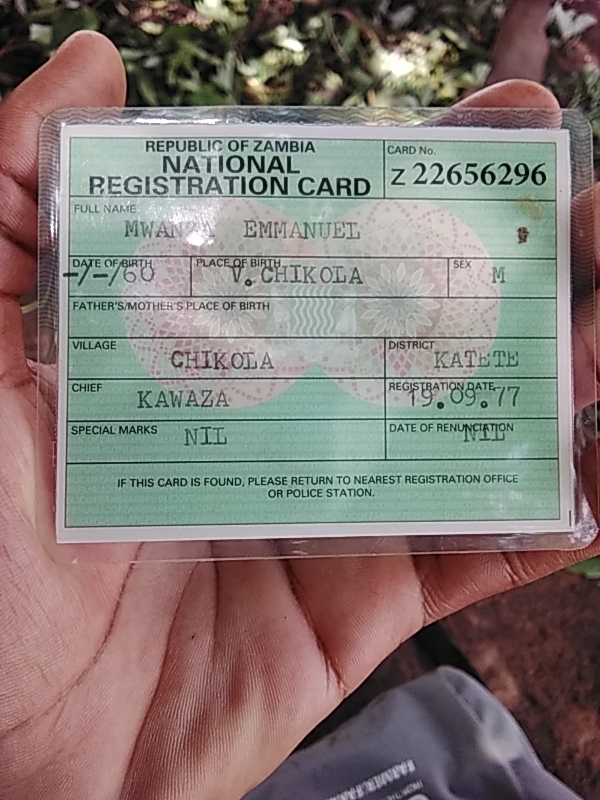 REPUBLIC OF ZAMBIA
NATIONAL
REGISTRATION CARD
CARD No.
Z 22656296
FULL NAME
MWANZA EMMANUEL
DATE OF BIRTH
-/-/60
PLACE OF BIRTH
V. CHIKOLA
SEX
M
FATHER'S/MOTHER'S PLACE OF BIRTH
VILLAGE
CHIKOLA
DISTRICT
KATETE
CHIEF
KAWAZA
REGISTRATION DATE
19.09.77
SPECIAL MARKS
NIL
DATE OF RENUNCIATION
NIL
IF THIS CARD IS FOUND, PLEASE RETURN TO NEAREST REGISTRATION OFFICE
OR POLICE STATION.